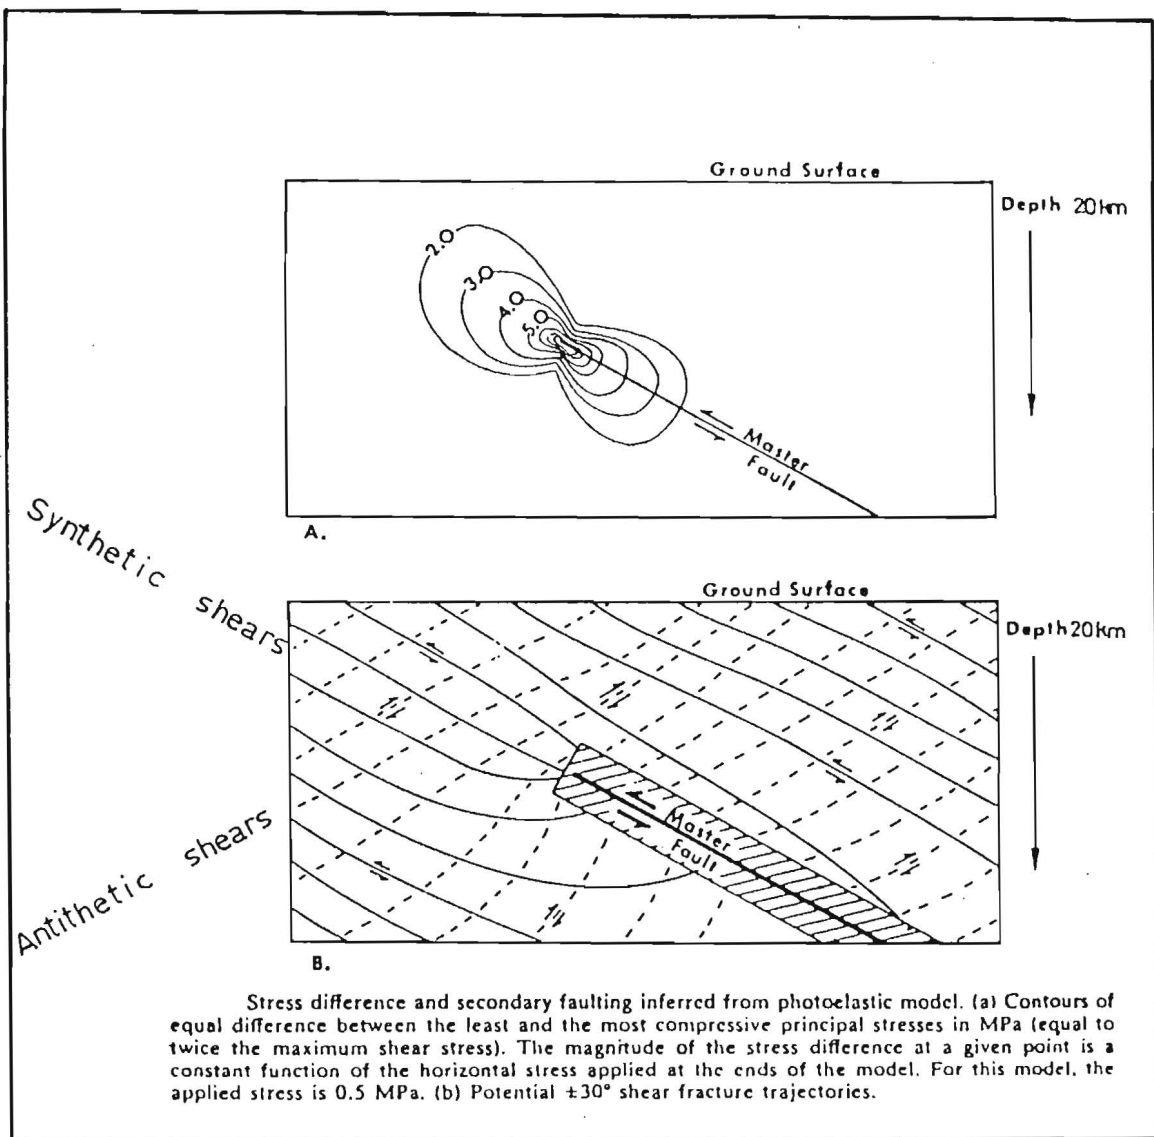 Ground Surface
Depth 20km
2.0
3.0
4.0
5.0
Master
Fault
A.
Synthetic shears
Ground Surface
Depth 20km
Master
Fault
Antithetic shears
B.
Stress difference and secondary faulting inferred from photoelastic model. (a) Contours of
equal difference between the least and the most compressive principal stresses in MPa (equal to
twice the maximum shear stress). The magnitude of the stress difference at a given point is a
constant function of the horizontal stress applied at the ends of the model. For this model, the
applied stress is 0.5 MPa. (b) Potential ±30° shear fracture trajectories.